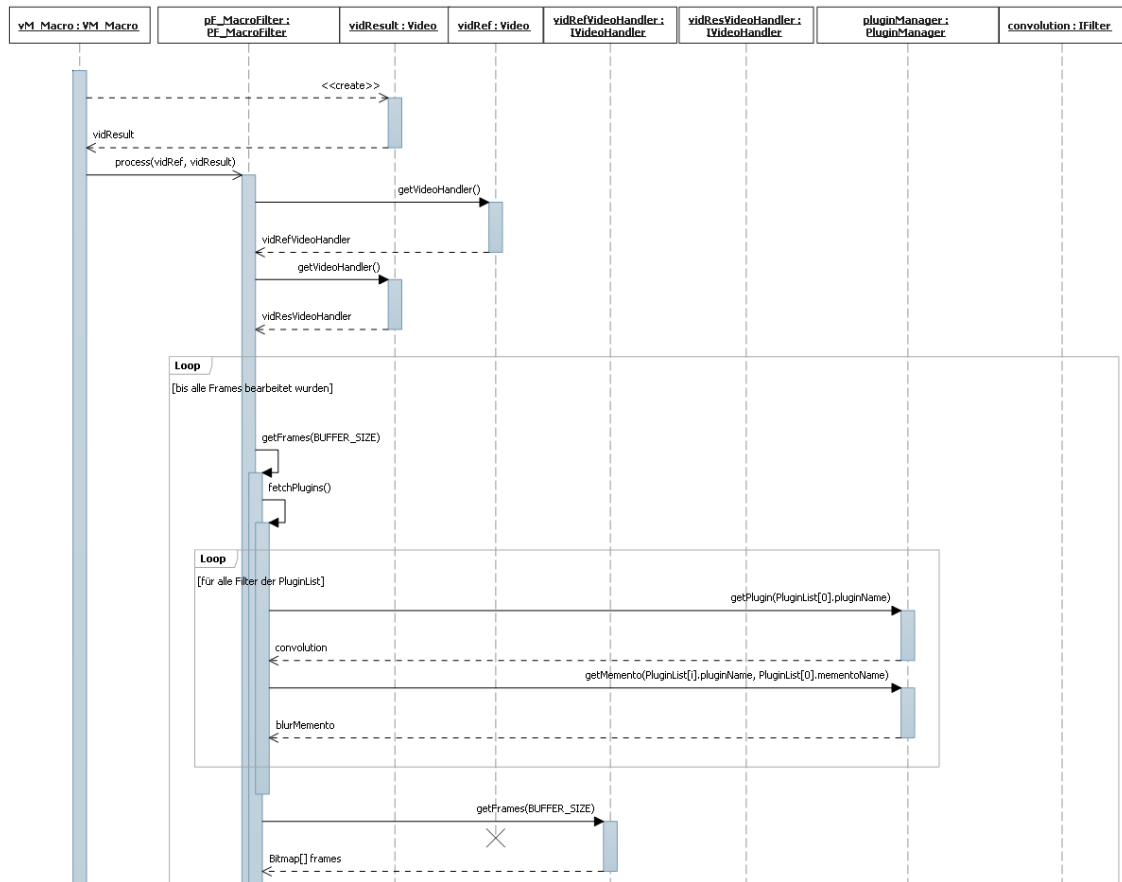 vM_Macro : VM_Macro
pF_MacroFilter :
PF_MacroFilter
vidResult : Video
vidRef : Video
vidRefVideoHandler :
IVideoHandler
vidResVideoHandler :
IVideoHandler
pluginManager :
PluginManager
convolution : IFilter
<<create>>
vidResult
process(vidRef, vidResult)
getVideoHandler()
vidRefVideoHandler
getVideoHandler()
vidResVideoHandler
Loop
[bis alle Frames bearbeitet wurden]
getFrames(BUFFER_SIZE)
fetchPlugins()
Loop
[für alle Filter der PluginList]
getPlugin(PluginList[0].pluginName)
convolution
getMemento(PluginList[i].pluginName, PluginList[0].mementoName)
blurMemento
getFrames(BUFFER_SIZE)
Bitmap[] frames